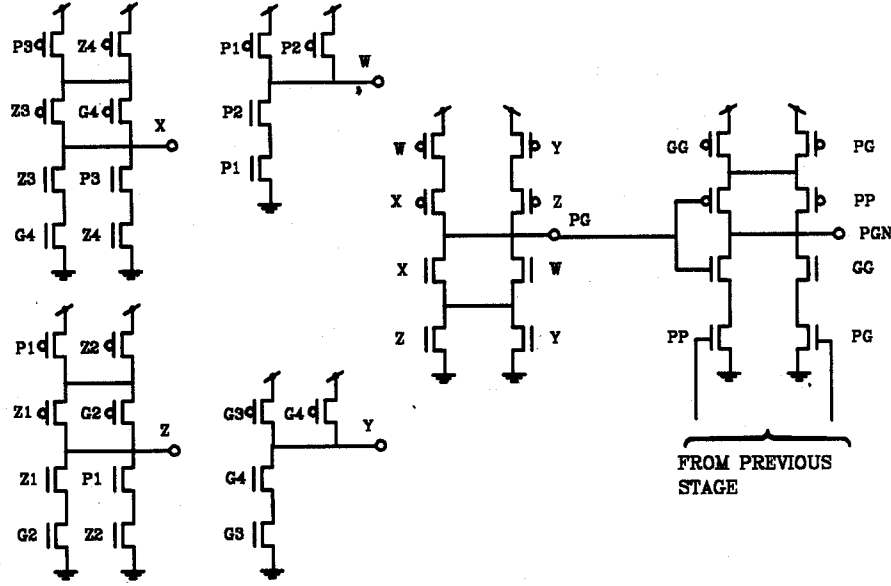 P3 Z4
Z3 G4
X
Z3 P3
G4 Z4
P1 P2
W
P2
P1
W Y
X Z
PG
X W
Z Y
GG PG
PP
PGN
GG
PP PG
FROM PREVIOUS
STAGE
P1 Z2
Z1 G2
Z
Z1 P1
G2 Z2
G3 G4
Y
G4
G3